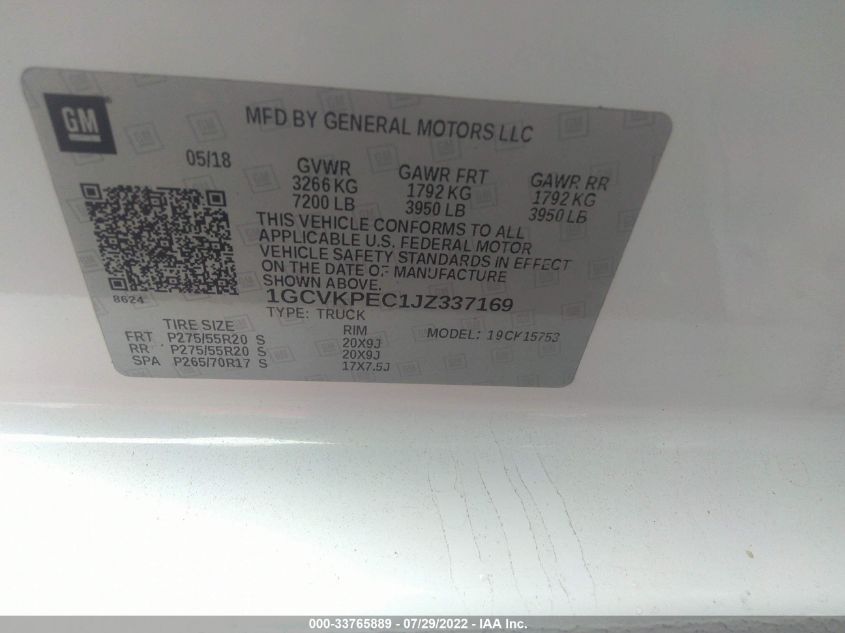 GM
MFD BY GENERAL MOTORS LLC
05/18
GVWR GAWR FRT GAWR RR
3266 KG 1792 KG 1792 KG
7200 LB 3950 LB 3950 LB
THIS VEHICLE CONFORMS TO ALL
APPLICABLE U.S. FEDERAL MOTOR
VEHICLE SAFETY STANDARDS IN EFFECT
ON THE DATE OF MANUFACTURE
SHOWN ABOVE.
8624
1GCVKPEC1JZ337169
TYPE: TRUCK
MODEL: 19CK15753
TIRE SIZE RIM
FRT P275/55R20 S 20X9J
RR P275/55R20 S 20X9J
SPA P265/70R17 S 17X7.5J
000-33765889 - 07/29/2022 - IAA Inc.